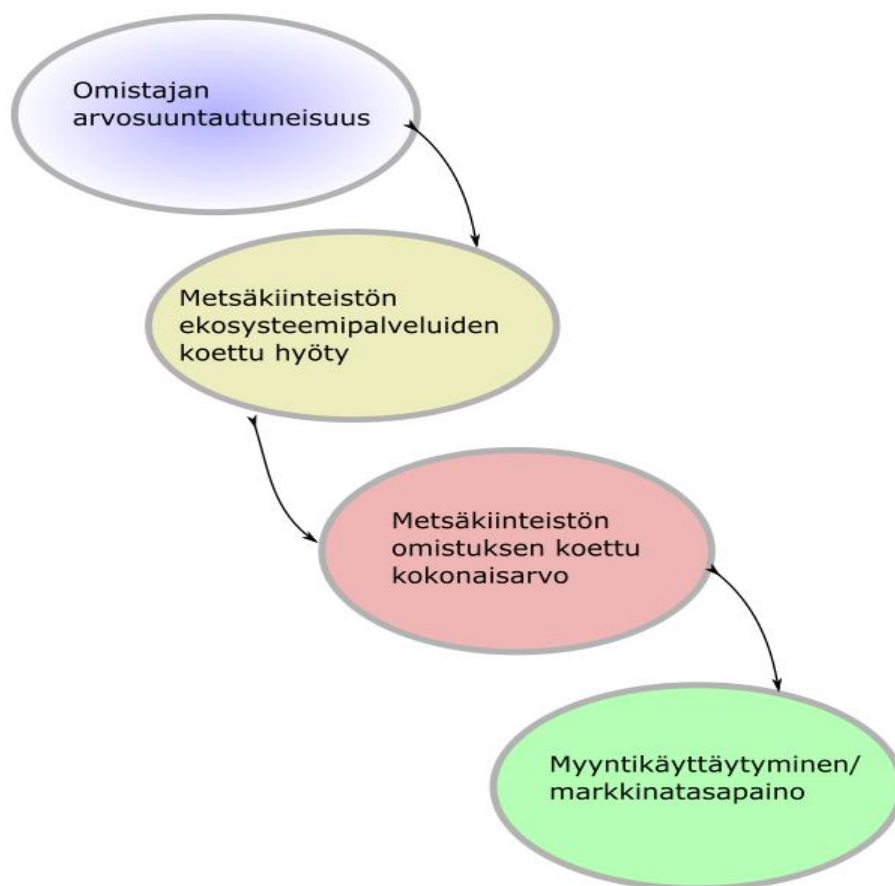 Omistajan
arvosuuntautuneisuus
Metsäkiinteistön
ekosysteemipalveluiden
koettu hyöty
Metsäkiinteistön
omistuksen koettu
kokonaisarvo
Myyntikäyttäytyminen/
markkinatasapaino